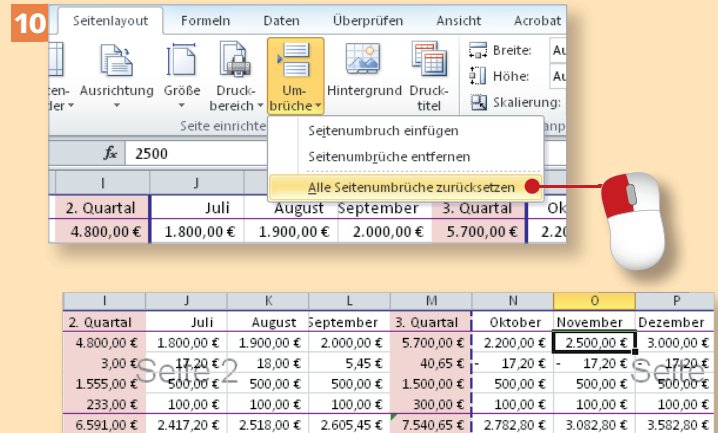 10
Seitenlayout Formeln Daten Überprüfen Ansicht Acrobat
Breite: Au
Höhe: Au
Skalierung:
ten- Ausrichtung Größe Druck- Um- Hintergrund Druck-
der bereich brüche titel
Seite einrichte anp
Seitenumbruch einfügen
Seitenumbrüche entfernen
Alle Seitenumbrüche zurücksetzen
fx 2500
I J
2. Quartal Juli August September 3. Quartal Ok
4.800,00 € 1.800,00 € 1.900,00 € 2.000,00 € 5.700,00 € 2.20
I J K L M N O P
2. Quartal Juli August September 3. Quartal Oktober November Dezember
4.800,00 € 1.800,00 € 1.900,00 € 2.000,00 € 5.700,00 € 2.200,00 € 2.500,00 € 3.000,00 €
3,00 € 17,20 € 18,00 € 5,45 € 40,65 € - 17,20 € - 17,20 € - 17,20 €
Seite 2 Seite
1.555,00 € 500,00 € 500,00 € 500,00 € 1.500,00 € 500,00 € 500,00 € 500,00 €
233,00 € 100,00 € 100,00 € 100,00 € 300,00 € 100,00 € 100,00 € 100,00 €
6.591,00 € 2.417,20 € 2.518,00 € 2.605,45 € 7.540,65 € 2.782,80 € 3.082,80 € 3.582,80 €